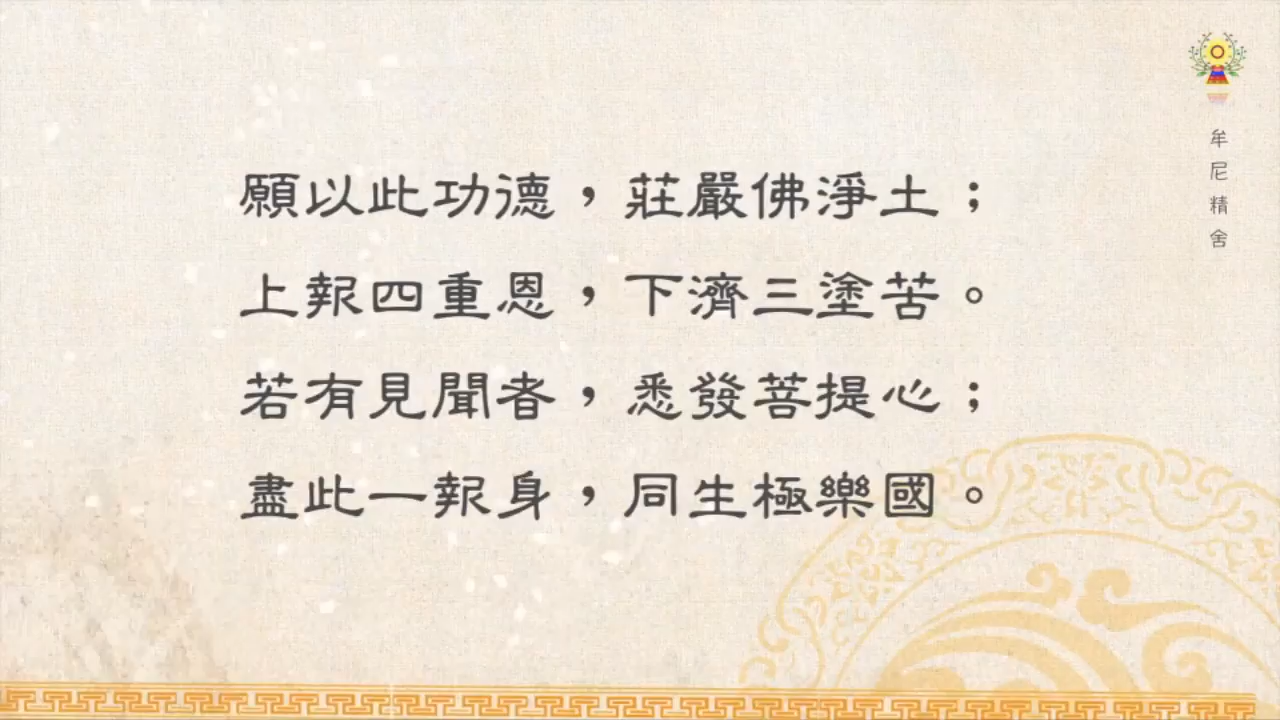 願以此功德，莊嚴佛淨土；
上報四重恩，下濟三塗苦。
若有見聞者，悉發菩提心；
盡此一報身，同生極樂國。
牟尼精舍